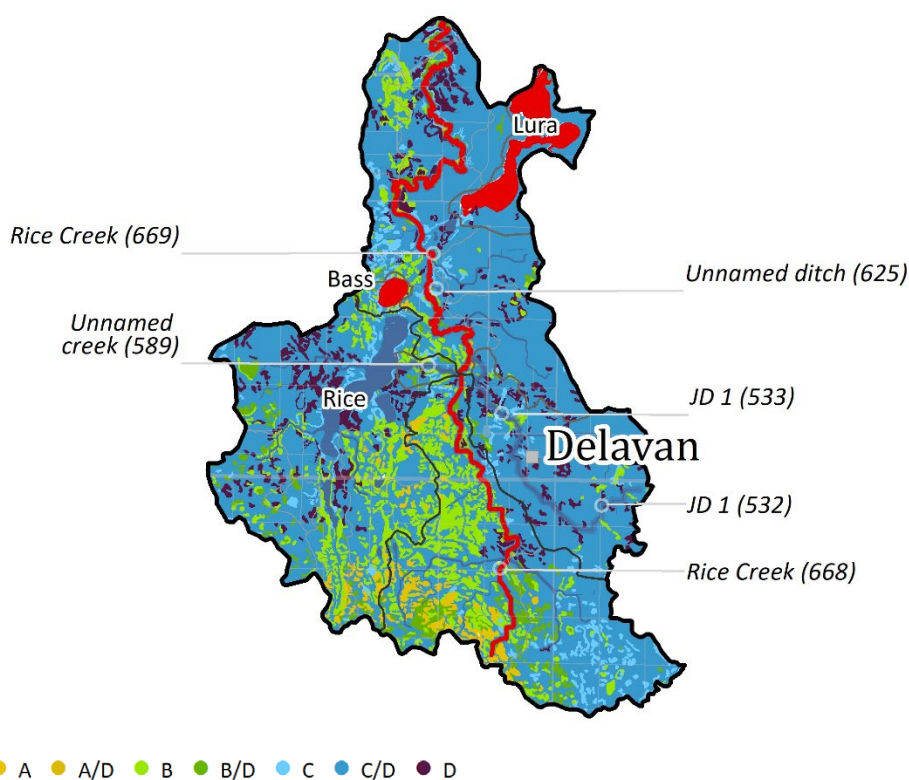 Lura
Rice Creek (669)
Bass
Unnamed ditch (625)
Unnamed
creek (589)
Rice
JD 1 (533)
Delavan
JD 1 (532)
Rice Creek (668)
A A/D B B/D C C/D D